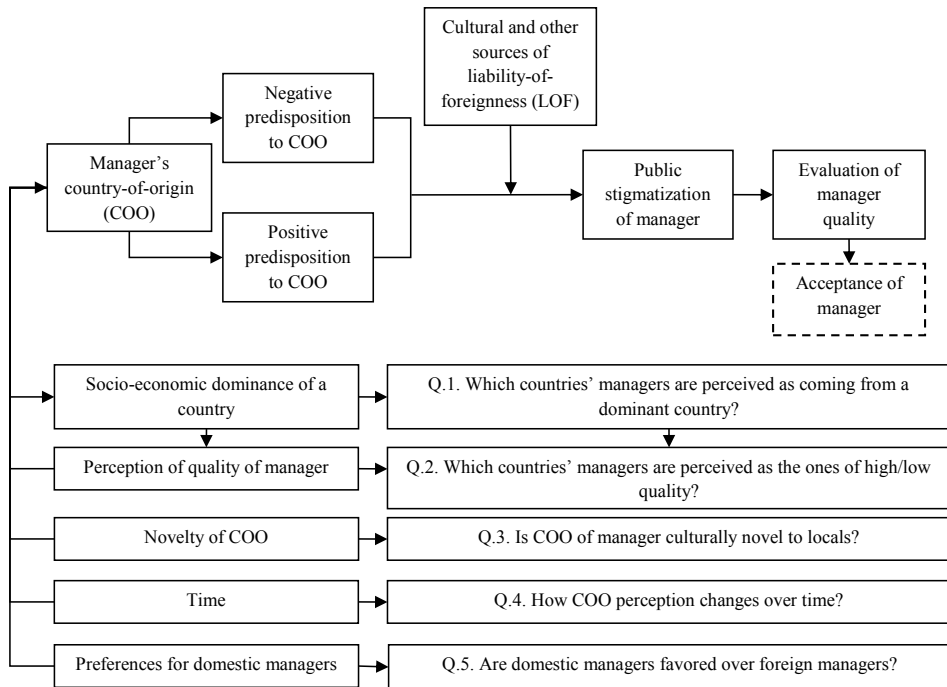 Cultural and other
sources of
liability-of-
foreignness (LOF)
Negative
predisposition
to COO
Manager’s
country-of-origin
(COO)
Public
stigmatization
of manager
Evaluation of
manager
quality
Positive
predisposition
to COO
Acceptance of
manager
Socio-economic dominance of a
country
Q.1. Which countries’ managers are perceived as coming from a
dominant country?
Perception of quality of manager
Q.2. Which countries’ managers are perceived as the ones of high/low
quality?
Novelty of COO
Q.3. Is COO of manager culturally novel to locals?
Time
Q.4. How COO perception changes over time?
Preferences for domestic managers
Q.5. Are domestic managers favored over foreign managers?